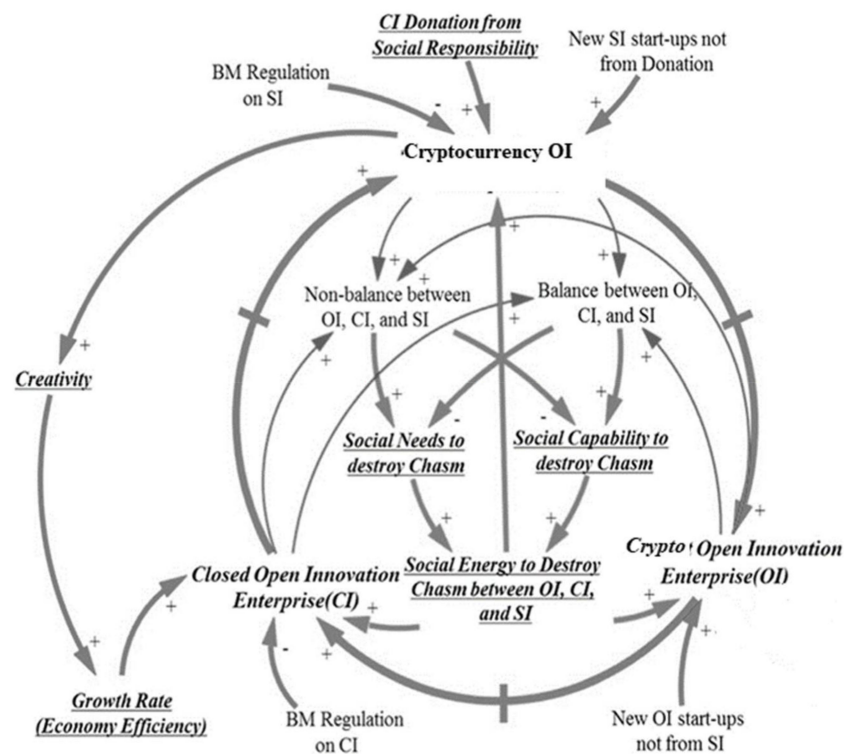 CI Donation from
Social Responsibility
New SI start-ups not
from Donation
BM Regulation
on SI
- + +
Cryptocurrency OI
+
-
+
+ + +
Non-balance between
OI, CI, and SI
Balance between OI,
CI, and SI
+
+
+
+
Creativity
+ +
- -
Social Needs to
destroy Chasm
Social Capability to
destroy Chasm
+ +
+
Closed Open Innovation
Enterprise(CI)
Social Energy to Destroy
Chasm between OI, CI,
and SI
Crypto Open Innovation
Enterprise(OI)
+
+
+
+
- +
+
Growth Rate
(Economy Efficiency)
BM Regulation
on CI
New OI start-ups
not from SI